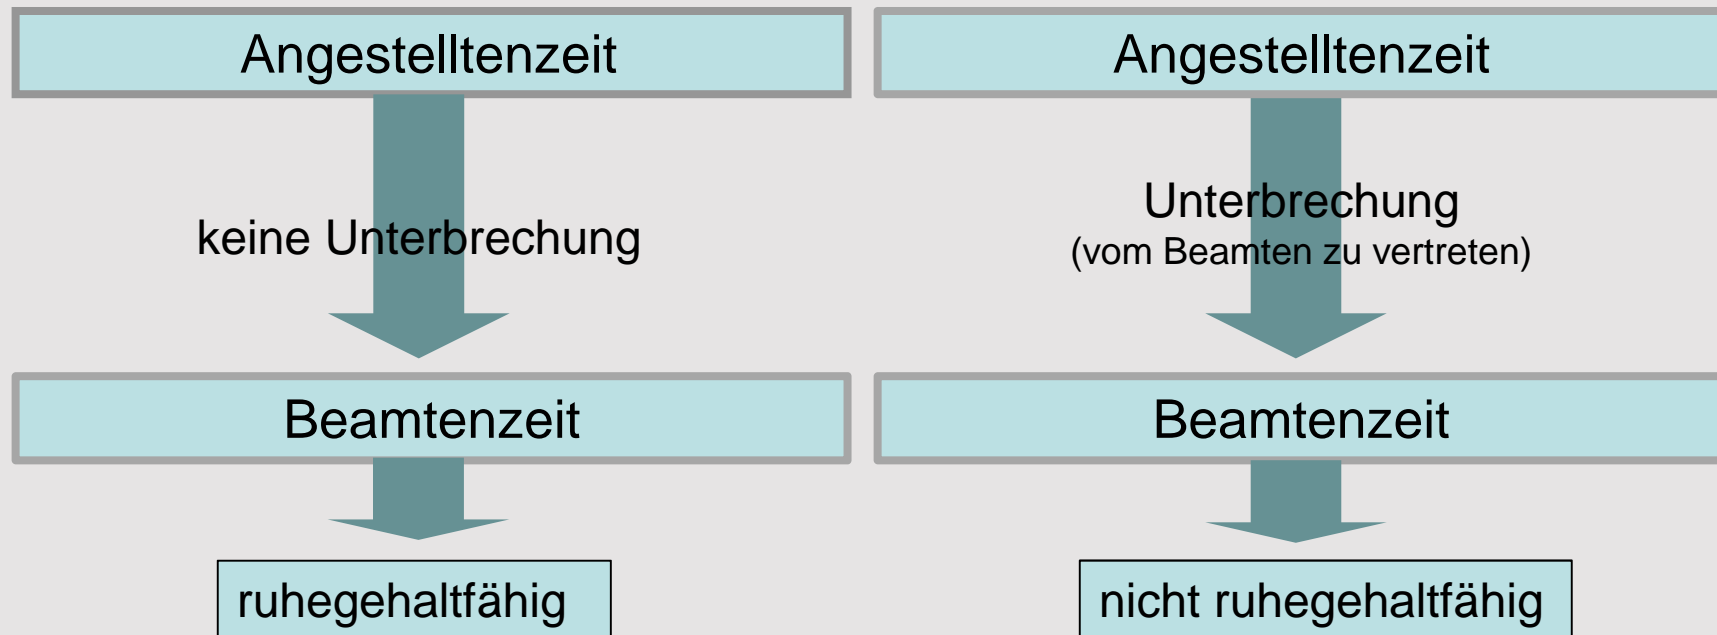 Angestelltenzeit
keine Unterbrechung
Beamtenzeit
ruhegehaltfähig
Angestelltenzeit
Unterbrechung
(vom Beamten zu vertreten)
Beamtenzeit
nicht ruhegehaltfähig